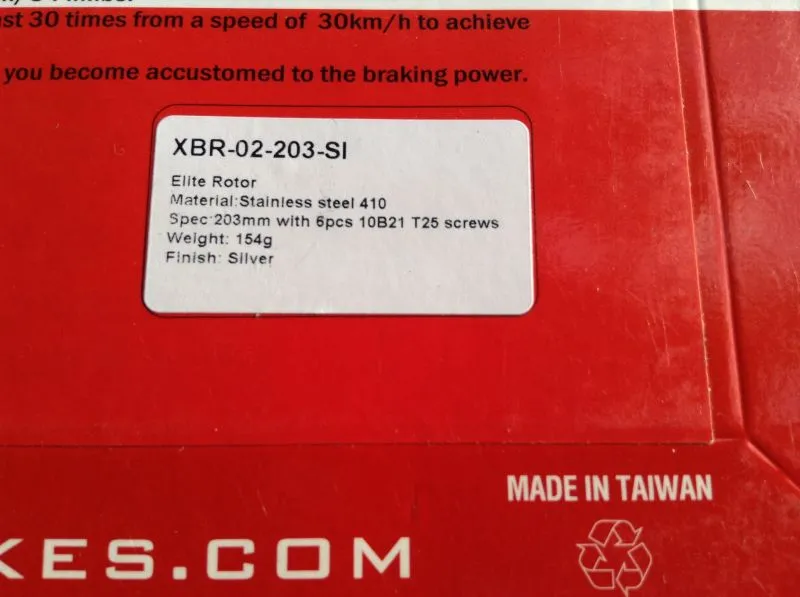 30 times from a speed of 30km/h to achieve
you become accustomed to the braking power.
XBR-02-203-SI
Elite Rotor
Material:Stainless steel 410
Spec:203mm with 6pcs 10B21 T25 screws
Weight: 154g
Finish: Silver
MADE IN TAIWAN
KES.COM